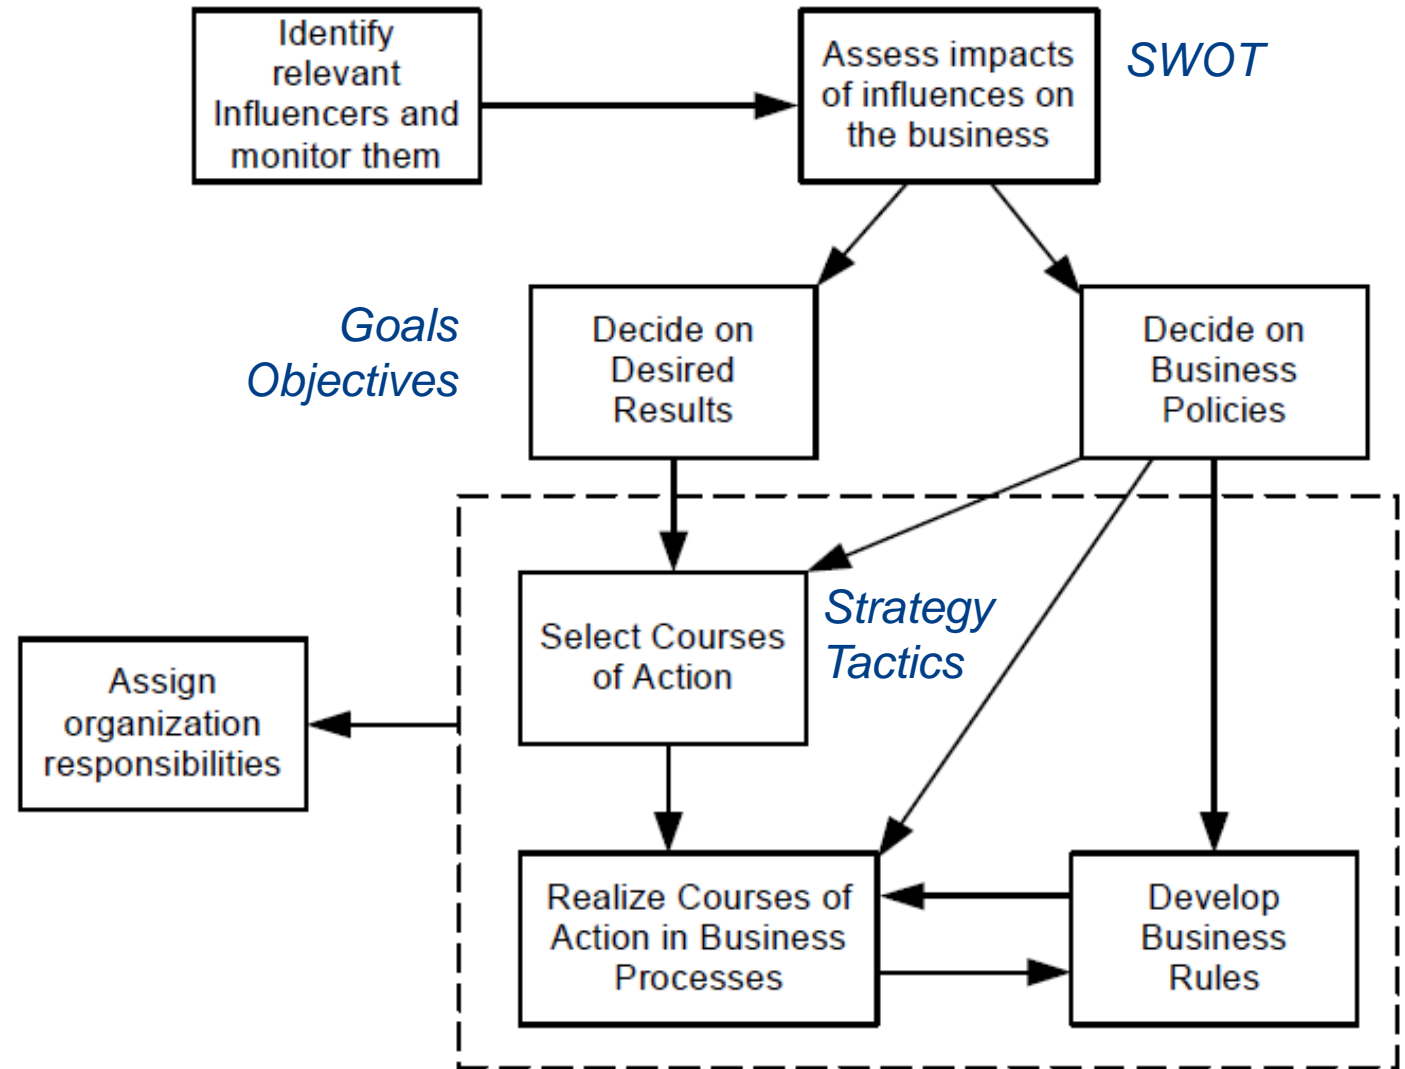 Identify
relevant
Influencers and
monitor them
Assess impacts
of influences on
the business
SWOT
Goals
Objectives
Decide on
Desired
Results
Decide on
Business
Policies
Select Courses
of Action
Strategy
Tactics
Assign
organization
responsibilities
Realize Courses of
Action in Business
Processes
Develop
Business
Rules